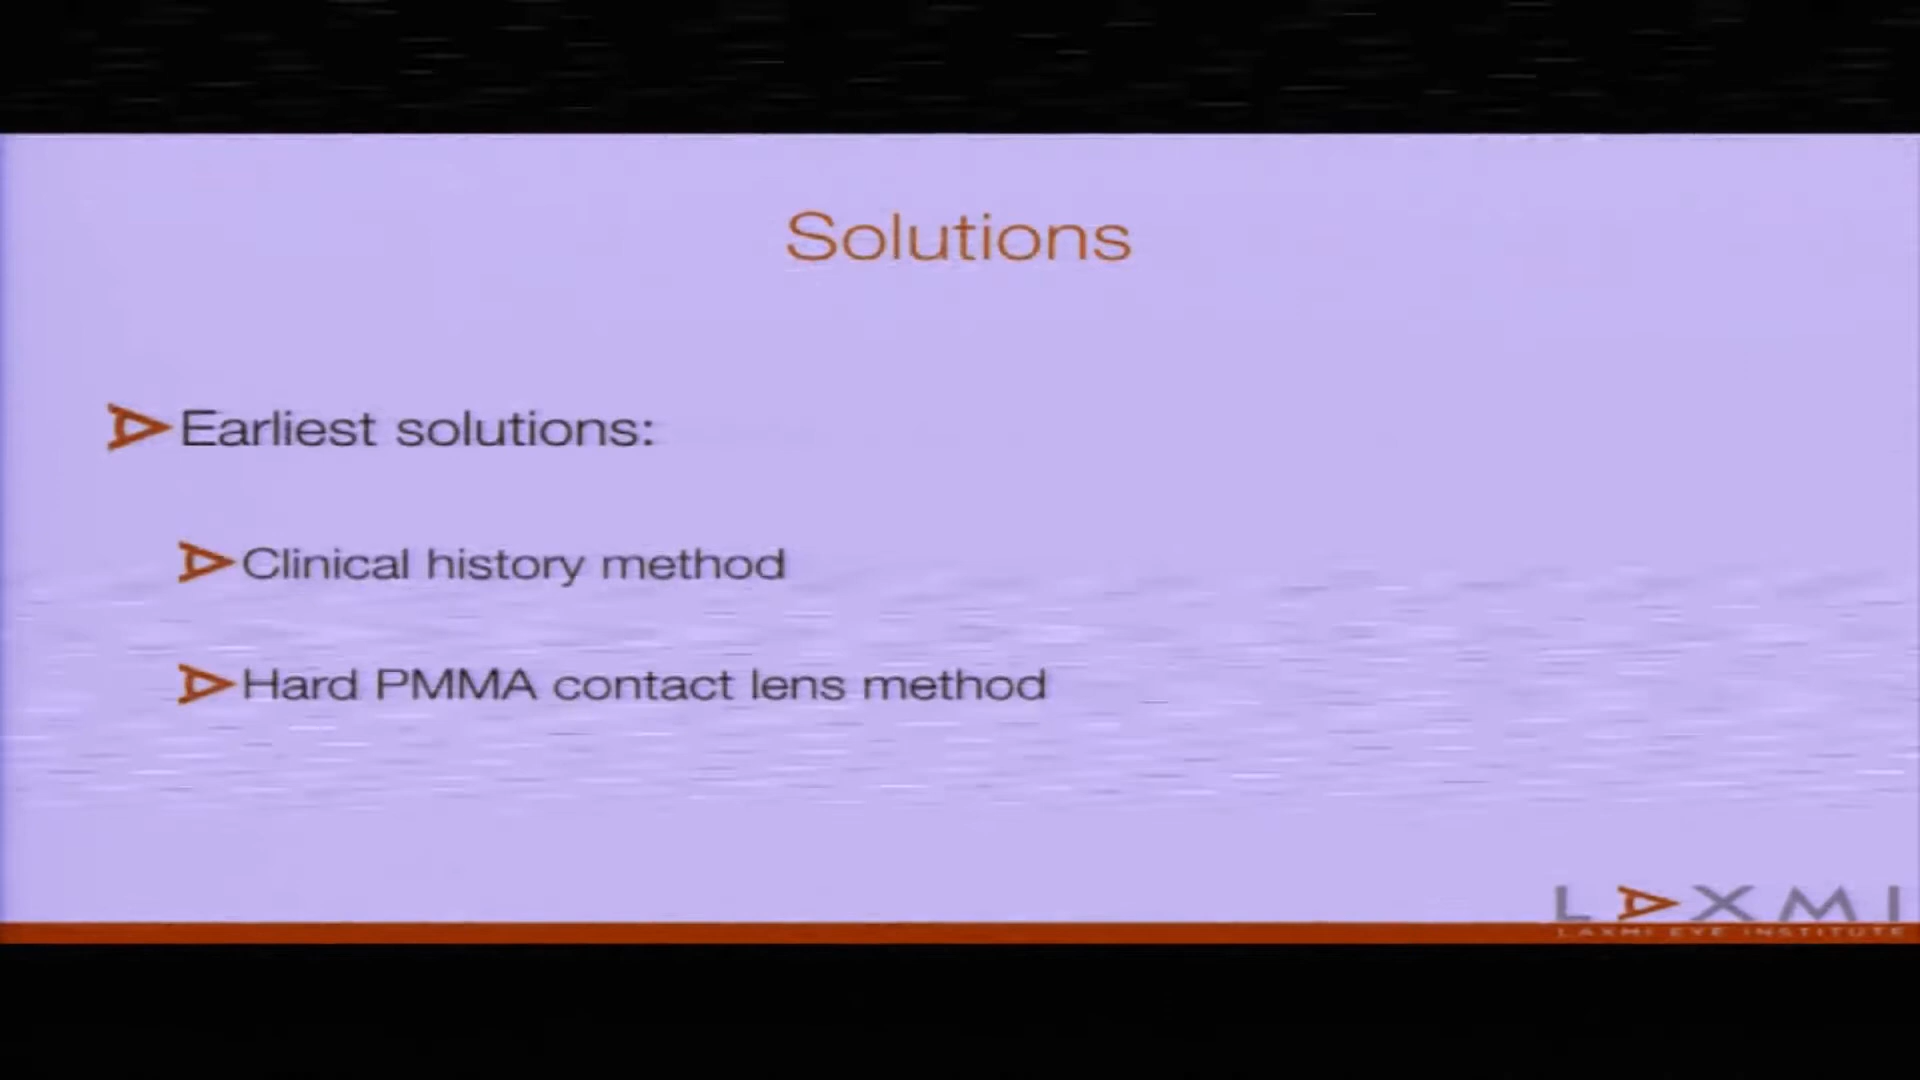 Solutions
Earliest solutions:
Clinical history method
Hard PMMA contact lens method
LAXMI
LAXMI EYE INSTITUTE